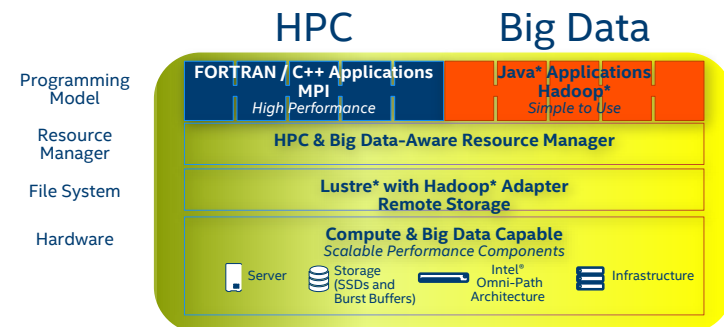 HPC
Big Data
Programming
Model
FORTRAN / C++ Applications
MPI
High Performance
Java* Applications
Hadoop*
Simple to Use
Resource
Manager
HPC & Big Data-Aware Resource Manager
File System
Lustre* with Hadoop* Adapter
Remote Storage
Hardware
Compute & Big Data Capable
Scalable Performance Components
Server
Storage
(SSDs and
Burst Buffers)
Intel®
Omni-Path
Architecture
Infrastructure